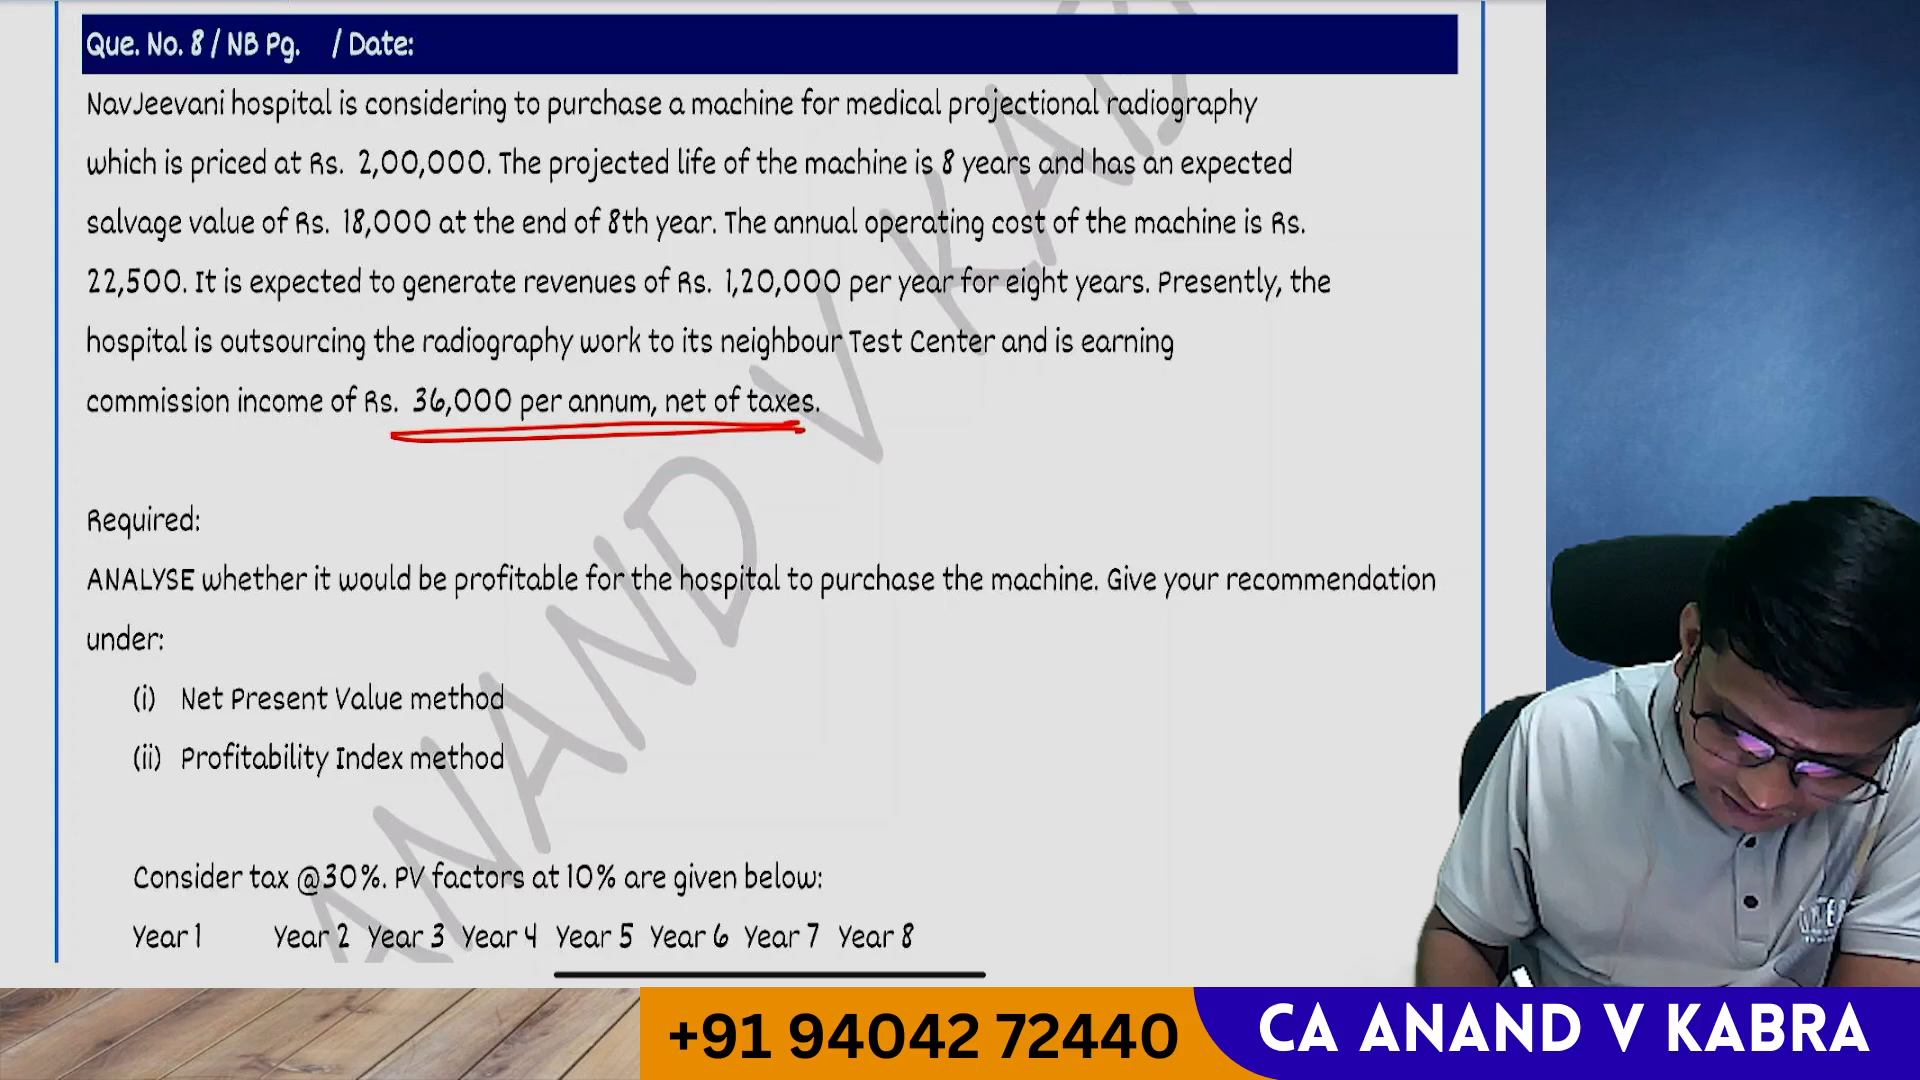 Que. No. 8 / NB Pg. / Date:
NavJeevani hospital is considering to purchase a machine for medical projectional radiography
which is priced at Rs. 2,00,000. The projected life of the machine is 8 years and has an expected
salvage value of Rs. 18,000 at the end of 8th year. The annual operating cost of the machine is Rs.
22,500. It is expected to generate revenues of Rs. 1,20,000 per year for eight years. Presently, the
hospital is outsourcing the radiography work to its neighbour Test Center and is earning
commission income of Rs. 36,000 per annum, net of taxes.
Required:
ANALYSE whether it would be profitable for the hospital to purchase the machine. Give your recommendation
under:
(i) Net Present Value method
(ii) Profitability Index method
Consider tax @30%. PV factors at 10% are given below:
Year 1 Year 2 Year 3 Year 4 Year 5 Year 6 Year 7 Year 8
ANAND V KAB
+91 94042 72440
CA ANAND V KABRA